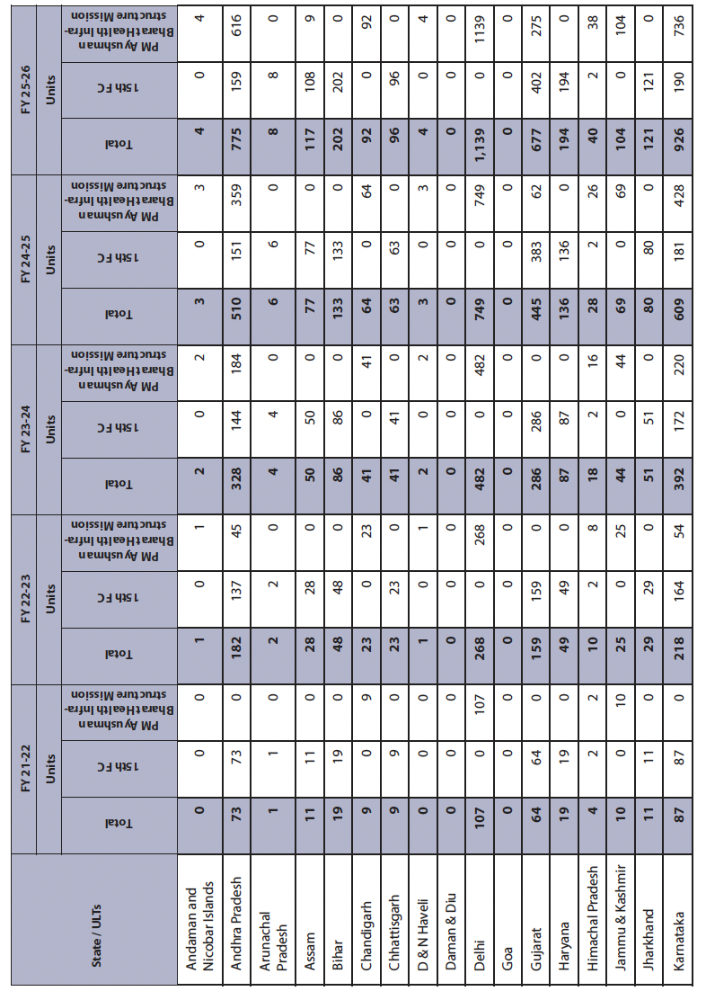 State / ULTs FY 21-22 FY 22-23 FY 23-24 FY 24-25 FY 25-26
Units Units Units Units Units
Total 15th FC PM Ayushman Bharat Health Infra-structure Mission Total 15th FC PM Ayushman Bharat Health Infra-structure Mission Total 15th FC PM Ayushman Bharat Health Infra-structure Mission Total 15th FC PM Ayushman Bharat Health Infra-structure Mission Total 15th FC PM Ayushman Bharat Health Infra-structure Mission
Andaman and
Nicobar Islands 0 0 0 1 0 1 2 0 2 3 0 3 4 0 4
Andhra Pradesh 73 73 0 182 137 45 328 144 184 510 151 359 775 159 616
Arunachal
Pradesh 1 1 0 2 2 0 4 4 0 6 6 0 8 8 0
Assam 11 11 0 28 28 0 50 50 0 77 77 0 117 108 9
Bihar 19 19 0 48 48 0 86 86 0 133 133 0 202 202 0
Chandigarh 9 0 9 23 0 23 41 0 41 64 0 64 92 0 92
Chhattisgarh 9 9 0 23 23 0 41 41 0 63 63 0 96 96 0
D & N Haveli 0 0 0 1 0 1 2 0 2 3 0 3 4 0 4
Daman & Diu 0 0 0 0 0 0 0 0 0 0 0 0 0 0 0
Delhi 107 0 107 268 0 268 482 0 482 749 0 749 1,139 0 1139
Goa 0 0 0 0 0 0 0 0 0 0 0 0 0 0 0
Gujarat 64 64 0 159 159 0 286 286 0 445 383 62 677 402 275
Haryana 19 19 0 49 49 0 87 87 0 136 136 0 194 194 0
Himachal Pradesh 4 2 2 10 2 8 18 2 16 28 2 26 40 2 38
Jammu & Kashmir 10 0 10 25 0 25 44 0 44 69 0 69 104 0 104
Jharkhand 11 11 0 29 29 0 51 51 0 80 80 0 121 121 0
Karnataka 87 87 0 218 164 54 392 172 220 609 181 428 926 190 736